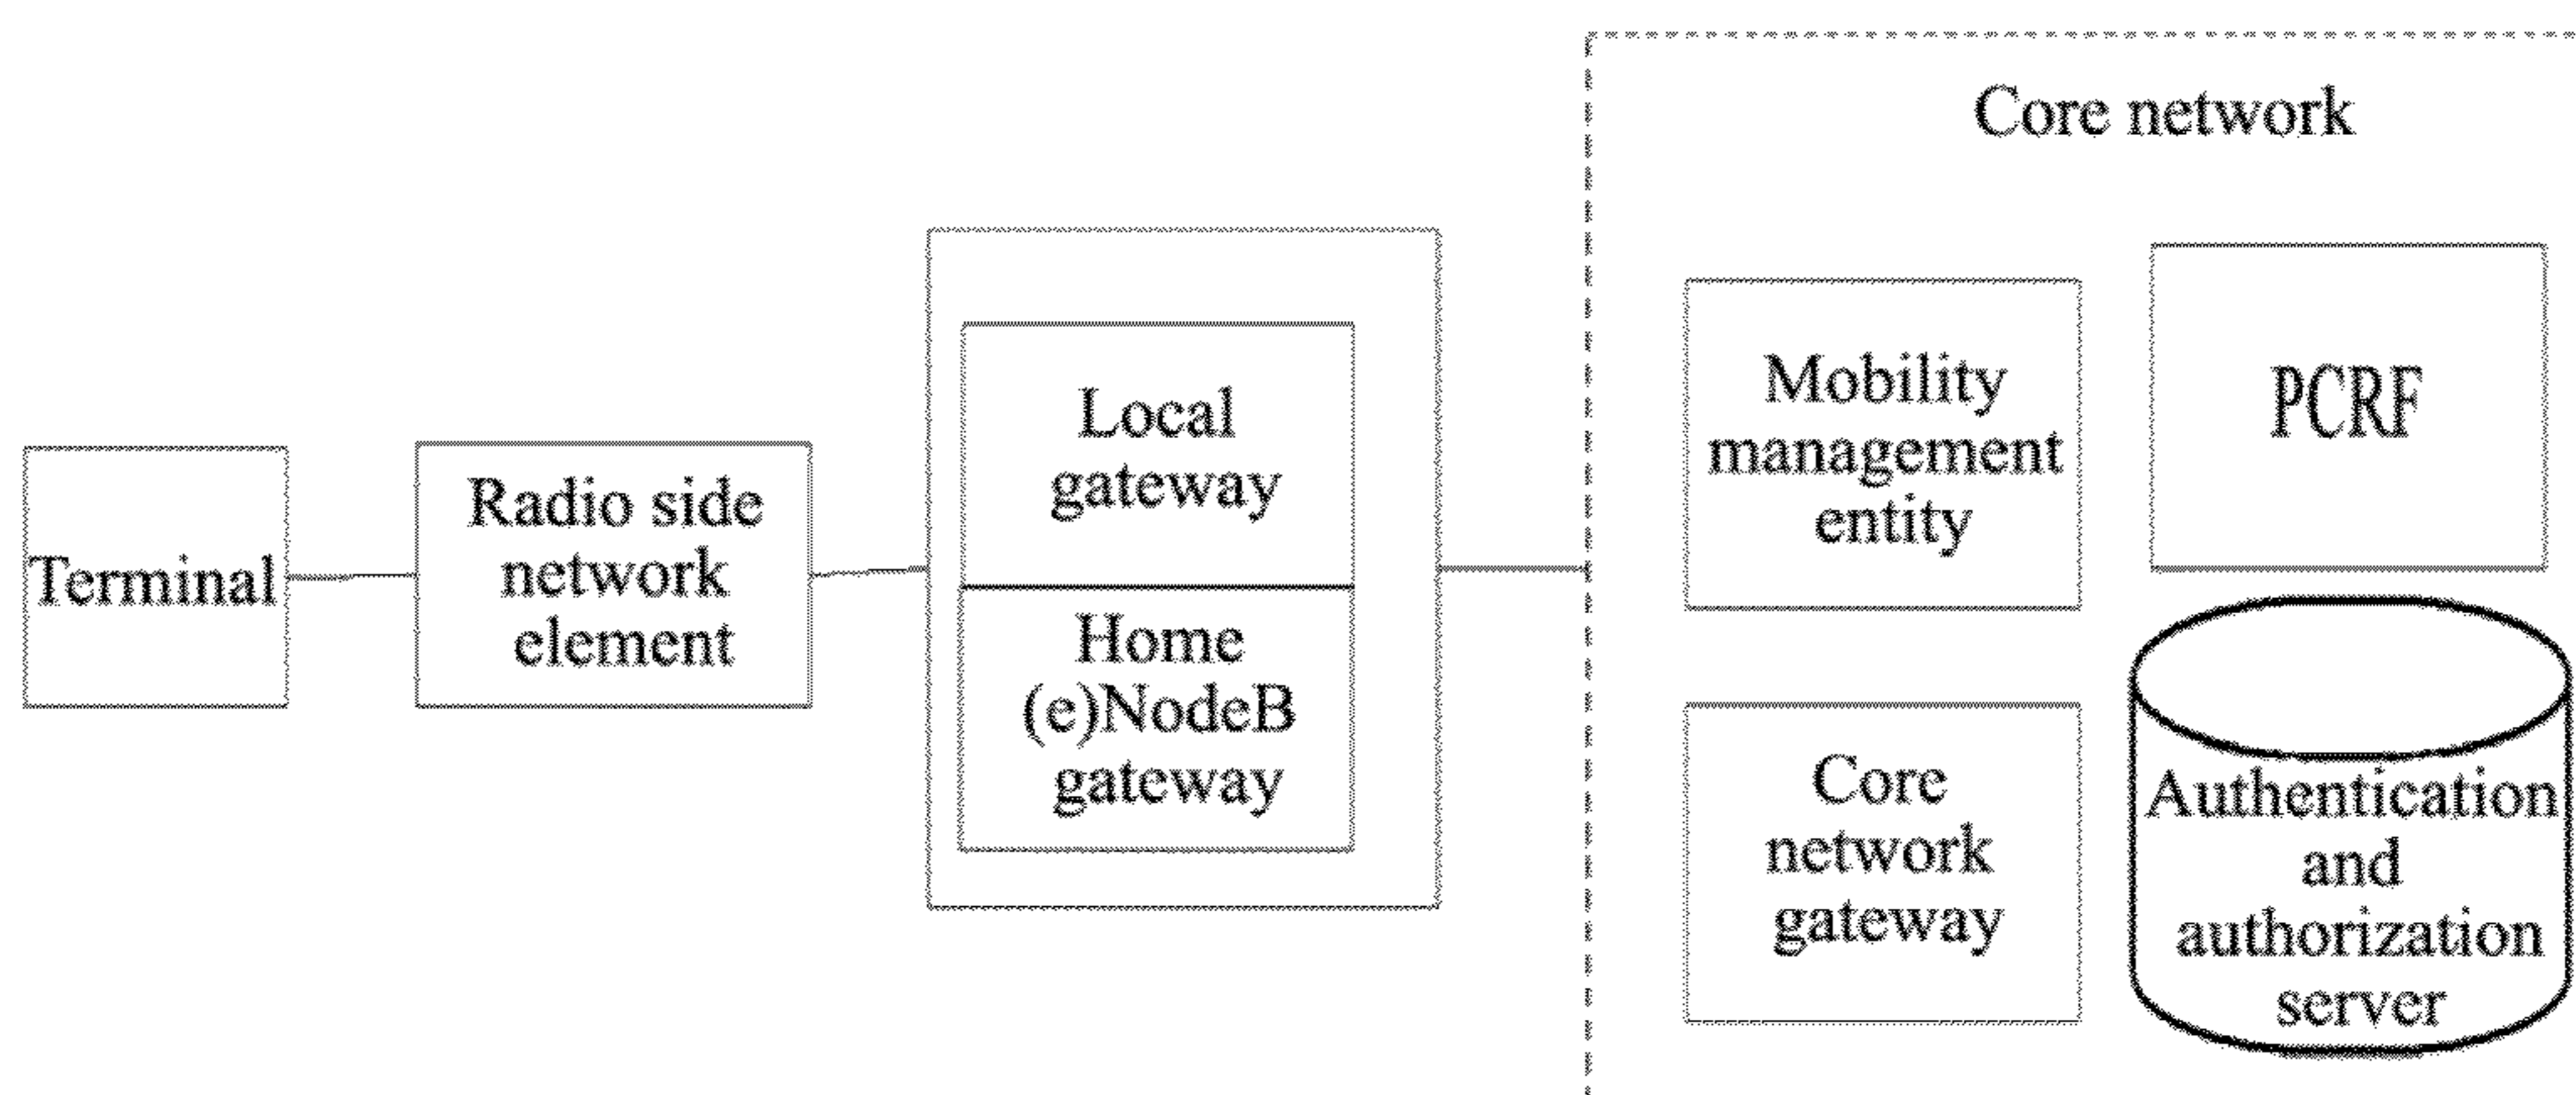 Core network
Terminal
Radio side
network
element
Local
gateway
Home
(e)NodeB
gateway
Mobility
management
entity
PCRF
Core
network
gateway
Authentication
and
authorization
server